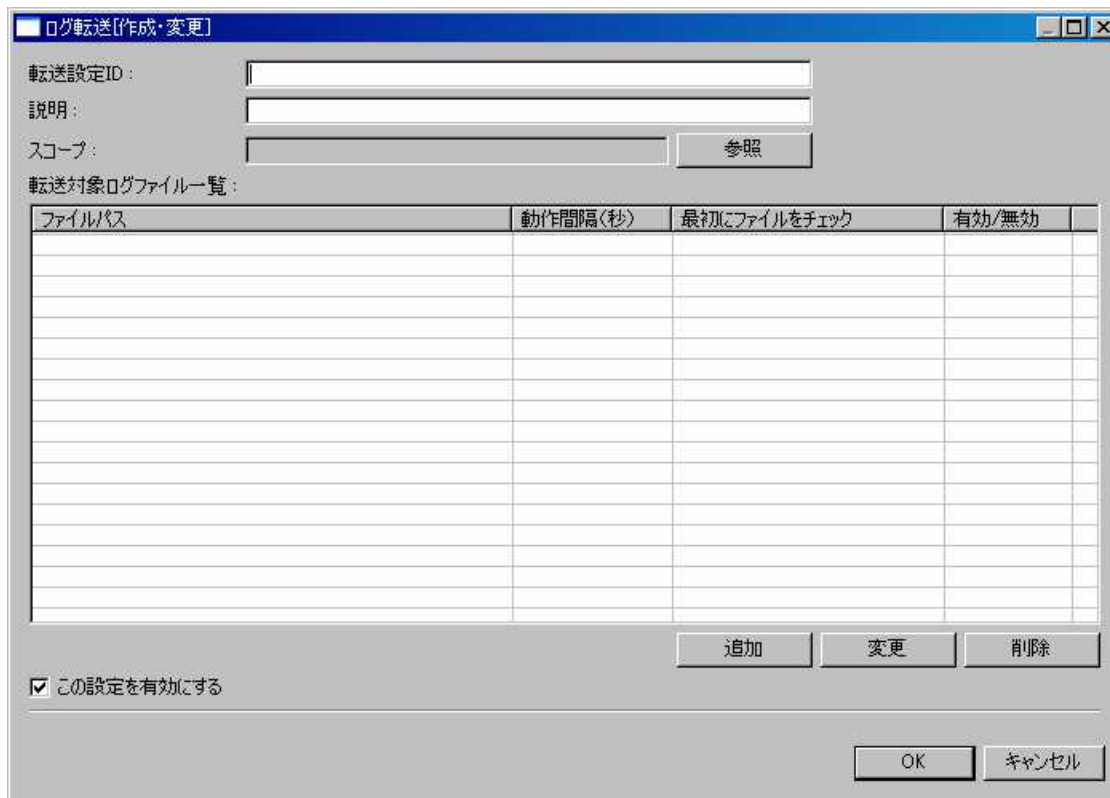 ログ転送[作成・変更]
転送設定ID：
説明：
スコープ： 参照
転送対象ログファイル一覧：
ファイルパス 動作間隔(秒) 最初にファイルをチェック 有効/無効
追加 変更 削除
この設定を有効にする
OK キャンセル